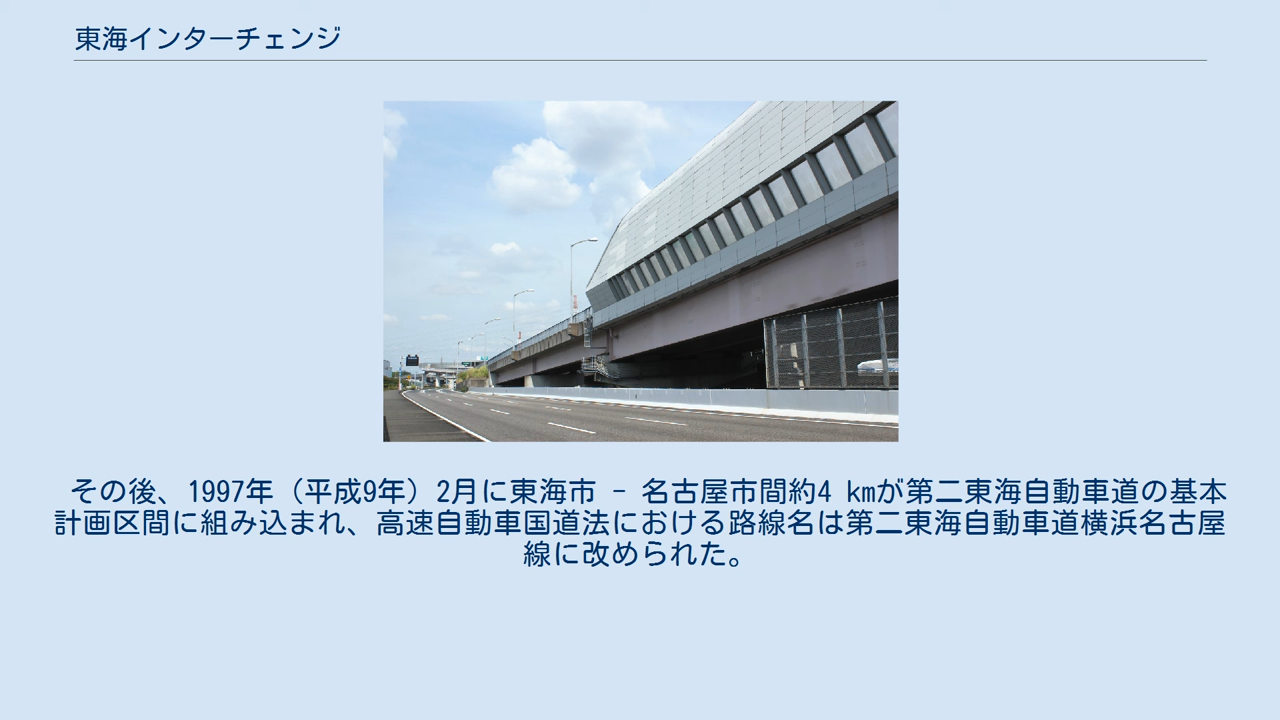 東海インターチェンジ
その後、1997年（平成9年）2月に東海市 - 名古屋市間約4 kmが第二東海自動車道の基本
計画区間に組み込まれ、高速自動車国道法における路線名は第二東海自動車道横浜名古屋
線に改められた。